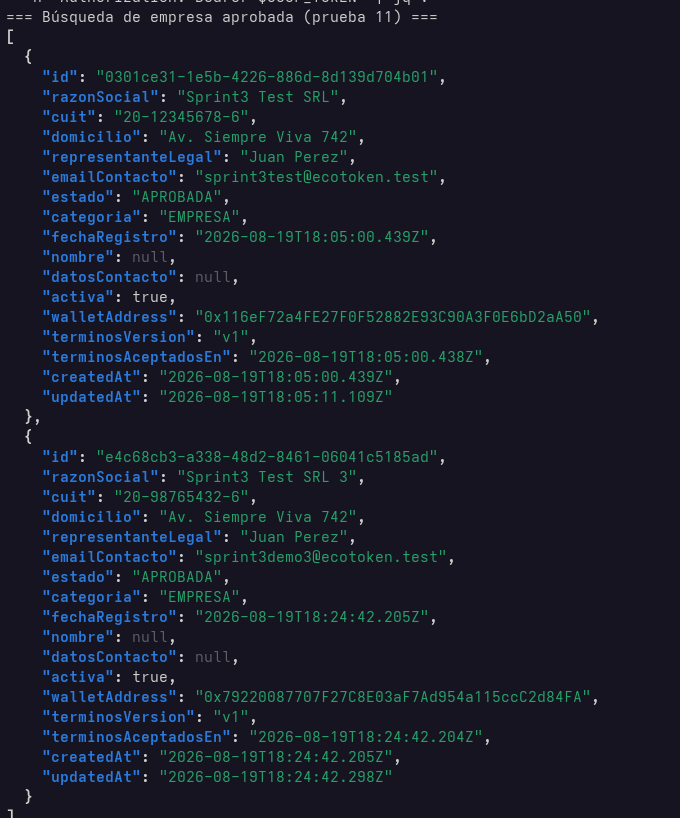 === Búsqueda de empresa aprobada (prueba 11) ===
[
  {
    "id": "0301ce31-1e5b-4226-886d-8d139d704b01",
    "razonSocial": "Sprint3 Test SRL",
    "cuit": "20-12345678-6",
    "domicilio": "Av. Siempre Viva 742",
    "representanteLegal": "Juan Perez",
    "emailContacto": "sprint3test@ecotoken.test",
    "estado": "APROBADA",
    "categoria": "EMPRESA",
    "fechaRegistro": "2026-08-19T18:05:00.439Z",
    "nombre": null,
    "datosContacto": null,
    "activa": true,
    "walletAddress": "0x116eF72a4FE27F0F52882E93C90A3F0E6bD2aA50",
    "terminosVersion": "v1",
    "terminosAceptadosEn": "2026-08-19T18:05:00.438Z",
    "createdAt": "2026-08-19T18:05:00.439Z",
    "updatedAt": "2026-08-19T18:05:11.109Z"
  },
  {
    "id": "e4c68cb3-a338-48d2-8461-06041c5185ad",
    "razonSocial": "Sprint3 Test SRL 3",
    "cuit": "20-98765432-6",
    "domicilio": "Av. Siempre Viva 742",
    "representanteLegal": "Juan Perez",
    "emailContacto": "sprint3demo3@ecotoken.test",
    "estado": "APROBADA",
    "categoria": "EMPRESA",
    "fechaRegistro": "2026-08-19T18:24:42.205Z",
    "nombre": null,
    "datosContacto": null,
    "activa": true,
    "walletAddress": "0x79220087707F27C8E03aF7Ad954a115ccC2d84FA",
    "terminosVersion": "v1",
    "terminosAceptadosEn": "2026-08-19T18:24:42.204Z",
    "createdAt": "2026-08-19T18:24:42.205Z",
    "updatedAt": "2026-08-19T18:24:42.298Z"
  }
]